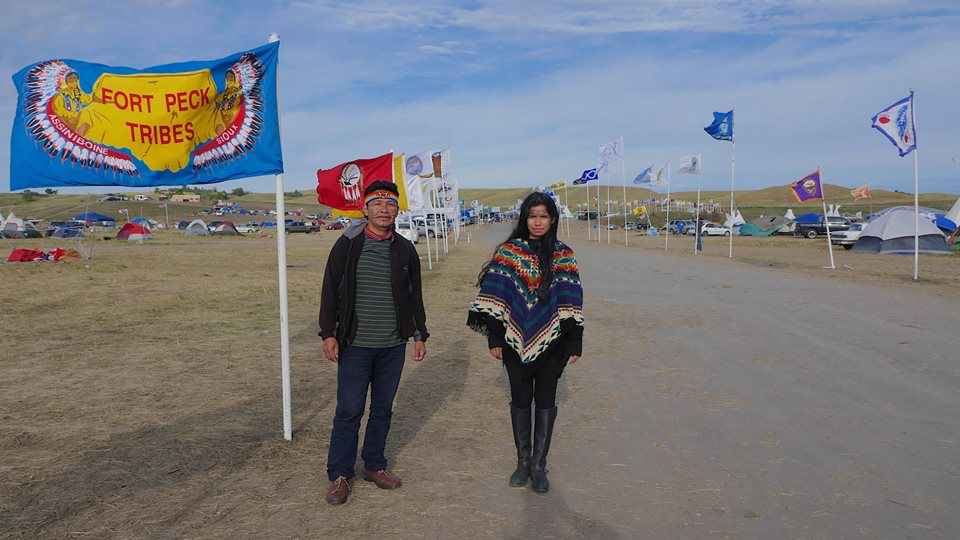 FORT PECK
TRIBES
ASSINIBOINE
SIOUX